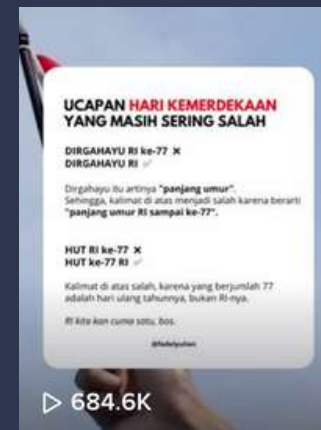 UCAPAN HARI KEMERDEKAAN
YANG MASIH SERING SALAH
DIRGAHAYU RI ke-77 ✕
DIRGAHAYU RI ✓
Dirgahayu itu artinya "panjang umur".
Sehingga, kalimat di atas menjadi salah karena berarti
"panjang umur RI sampai ke-77".
HUT RI ke-77 ✕
HUT ke-77 RI ✓
Kalimat di atas salah, karena yang berjumlah 77
adalah hari ulang tahunnya, bukan RI-nya.
RI kita kan cuma satu, bos.
@fadelyulian
▷ 684.6K